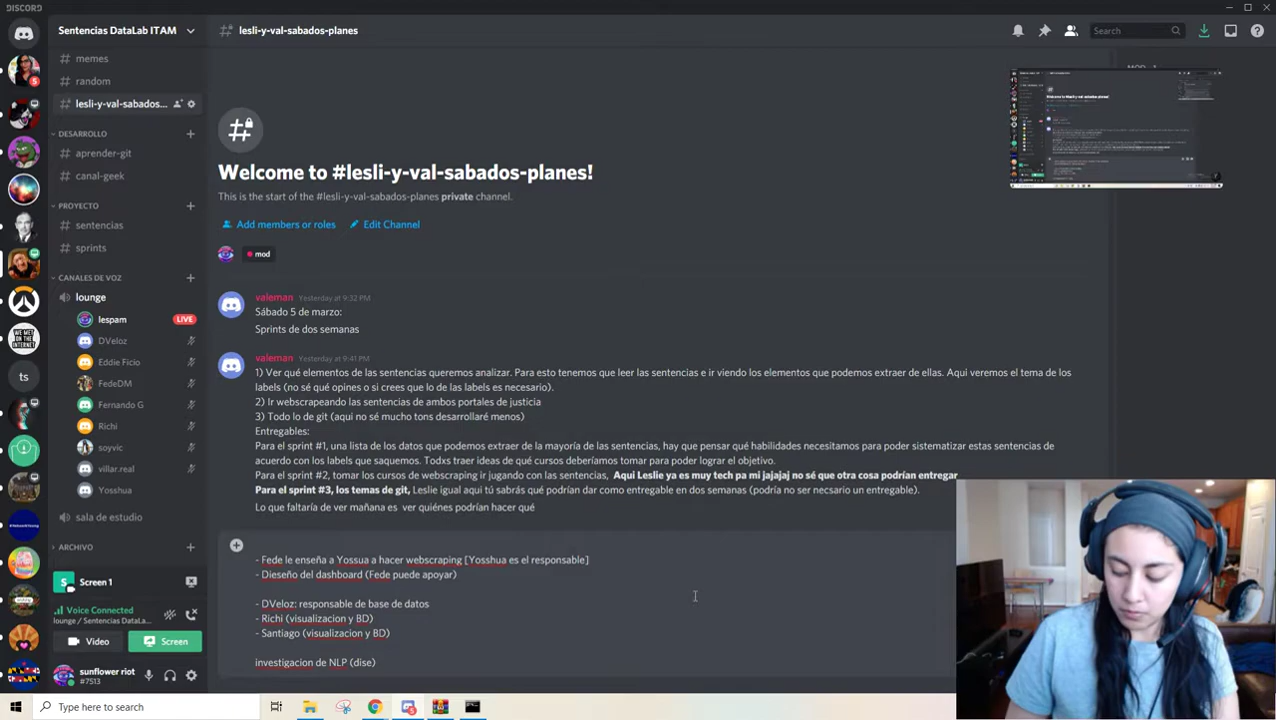 DISCORD
Sentencias DataLab ITAM
lesli-y-val-sabados-planes
Search
memes
random
lesli-y-val-sabados...
DESARROLLO
aprender-git
canal-geek
PROYECTO
sentencias
sprints
CANALES DE VOZ
lounge
lespam
LIVE
DVeloz
Eddie Ficio
FedeDM
Fernando G
Richi
soyvic
villar.real
Yosshua
sala de estudio
ARCHIVO
Screen 1
Voice Connected
lounge / Sentencias DataLa...
Video
Screen
sunflower riot
#7513
5
ts
Welcome to #lesli-y-val-sabados-planes!
This is the start of the #lesli-y-val-sabados-planes private channel.
Add members or roles
Edit Channel
mod
valeman Yesterday at 9:32 PM
Sábado 5 de marzo:
Sprints de dos semanas
valeman Yesterday at 9:41 PM
1) Ver qué elementos de las sentencias queremos analizar. Para esto tenemos que leer las sentencias e ir viendo los elementos que podemos extraer de ellas. Aqui veremos el tema de los
labels (no sé qué opines o si crees que lo de las labels es necesario).
2) Ir webscrapeando las sentencias de ambos portales de justicia
3) Todo lo de git (aqui no sé mucho tons desarrollaré menos)
Entregables:
Para el sprint #1, una lista de los datos que podemos extraer de la mayoría de las sentencias, hay que pensar qué habilidades necesitamos para poder sistematizar estas sentencias de
acuerdo con los labels que saquemos. Todxs traer ideas de qué cursos deberíamos tomar para poder lograr el objetivo.
Para el sprint #2, tomar los cursos de webscraping ir jugando con las sentencias, Aqui Leslie ya es muy tech pa mi jajajaj no sé que otra cosa podrían entregar
Para el sprint #3, los temas de git, Leslie igual aqui tú sabrás qué podrían dar como entregable en dos semanas (podría no ser necsario un entregable).
Lo que faltaría de ver mañana es ver quiénes podrían hacer qué
- Fede le enseña a Yossua a hacer webscraping [Yosshua es el responsable]
- Dieseño del dashboard (Fede puede apoyar)
- DVeloz: responsable de base de datos
- Richi (visualizacion y BD)
- Santiago (visualizacion y BD)
investigacion de NLP (dise)
Type here to search